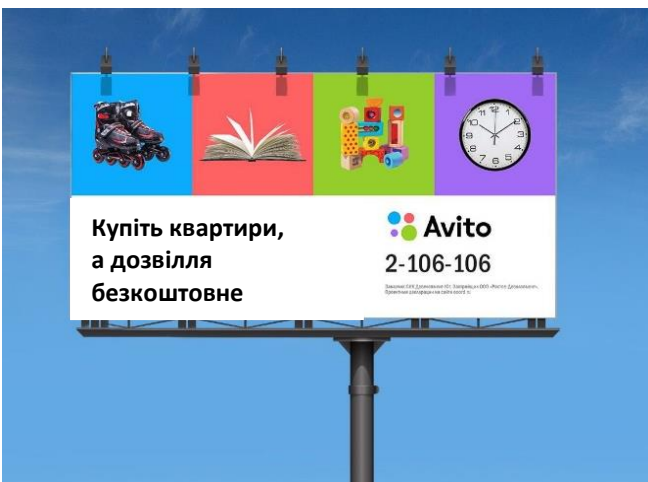 Купіть квартири,
а дозвілля
безкоштовне
Avito
2-106-106